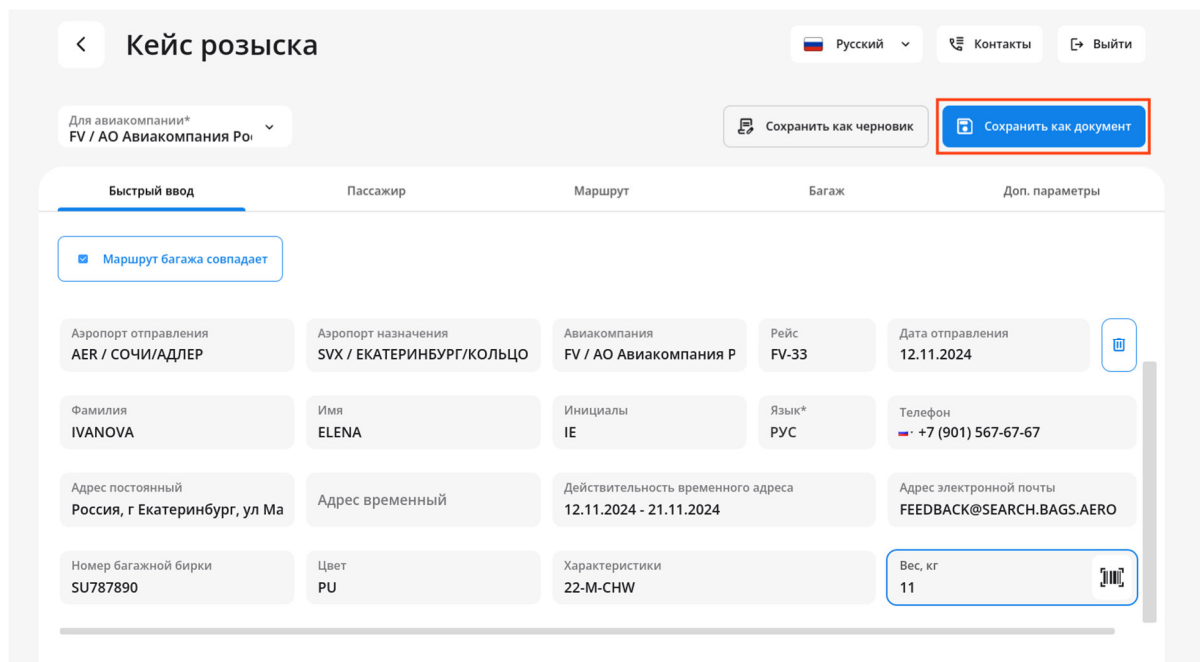 Кейс розыска
Русский
Контакты
Выйти
Для авиакомпании*
FV / АО Авиакомпания Ро
Сохранить как черновик
Сохранить как документ
Быстрый ввод
Пассажир
Маршрут
Багаж
Доп. параметры
Маршрут багажа совпадает
Аэропорт отправления
AER / СОЧИ/АДЛЕР
Аэропорт назначения
SVX / ЕКАТЕРИНБУРГ/КОЛЬЦО
Авиакомпания
FV / АО Авиакомпания Р
Рейс
FV-33
Дата отправления
12.11.2024
Фамилия
IVANOVA
Имя
ELENA
Инициалы
IE
Язык*
РУС
Телефон
+7 (901) 567-67-67
Адрес постоянный
Россия, г Екатеринбург, ул Ма
Адрес временный
Действительность временного адреса
12.11.2024 - 21.11.2024
Адрес электронной почты
FEEDBACK@SEARCH.BAGS.AERO
Номер багажной бирки
SU787890
Цвет
PU
Характеристики
22-M-CHW
Вес, кг
11